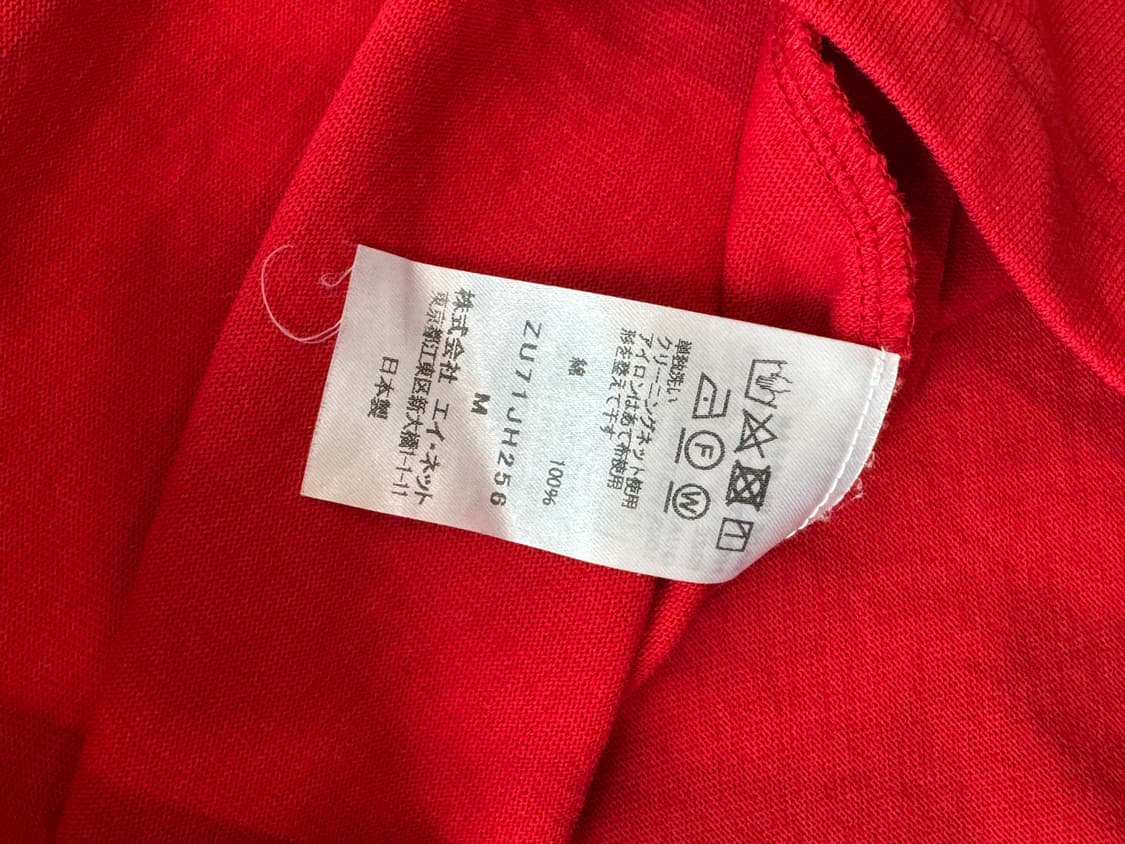 F W
単独洗い
クリーニングネット使用
アイロンはあて布使用
形を整えて干す
綿 100%
ZU71JH256
M
株式会社 エイ・ネット
東京都江東区新大橋1-1-11
日本製